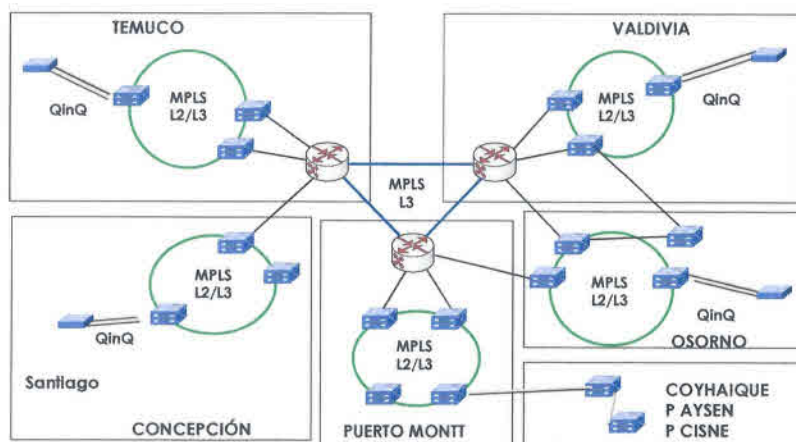 TEMUCO
VALDIVIA
MPLS
L2/L3
QinQ
MPLS
L2/L3
QinQ
MPLS
L3
MPLS
L2/L3
QinQ
Santiago
CONCEPCIÓN
MPLS
L2/L3
PUERTO MONTT
MPLS
L2/L3
QinQ
OSORNO
COYHAIQUE
P AYSEN
P CISNE